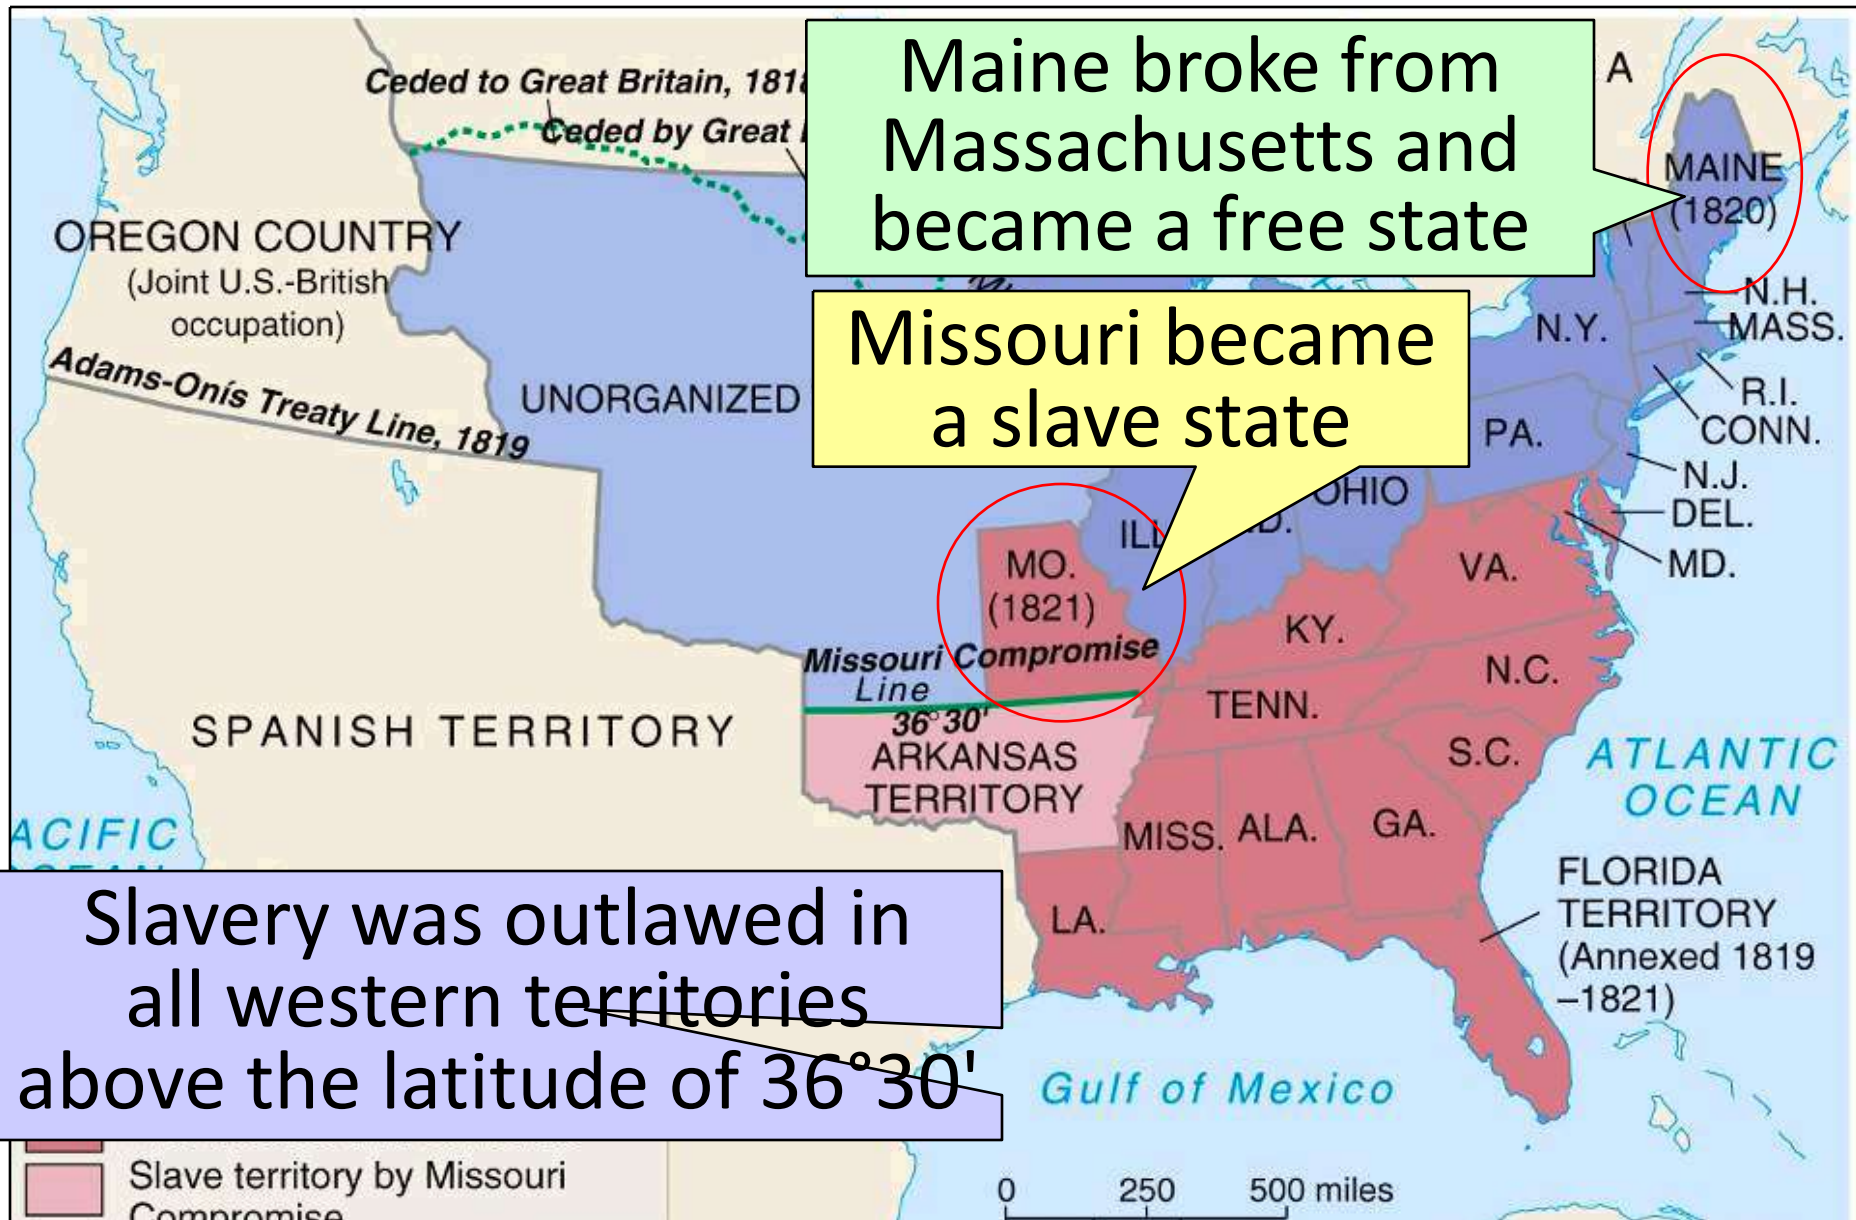 Maine broke from
Massachusetts and
became a free state
Missouri became
a slave state
Slavery was outlawed in
all western territories
above the latitude of 36°30'
Ceded to Great Britain, 1818
Ceded by Great
A
MAINE
(1820)
OREGON COUNTRY
(Joint U.S.-British
occupation)
Adams-Onís Treaty Line, 1819
UNORGANIZED
N.H.
MASS.
N.Y.
R.I.
CONN.
PA.
N.J.
DEL.
MD.
OHIO
ILL
D.
MO.
(1821)
VA.
KY.
Missouri Compromise
Line
36°30'
N.C.
TENN.
SPANISH TERRITORY
ARKANSAS
TERRITORY
S.C.
ATLANTIC
OCEAN
MISS.
ALA.
GA.
ACIFIC
OCEAN
LA.
FLORIDA
TERRITORY
(Annexed 1819
–1821)
Gulf of Mexico
Slave territory by Missouri
Compromise
0 250 500 miles